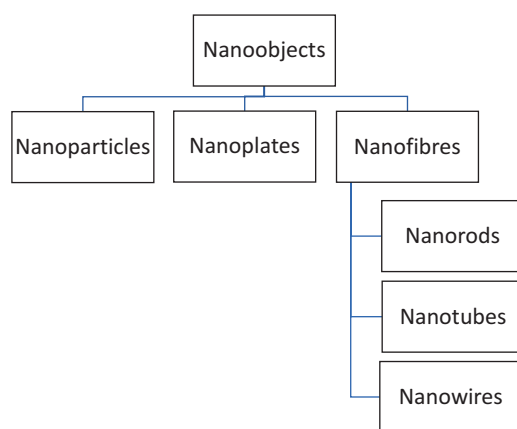 Nanoobjects
Nanoparticles
Nanoplates
Nanofibres
Nanorods
Nanotubes
Nanowires